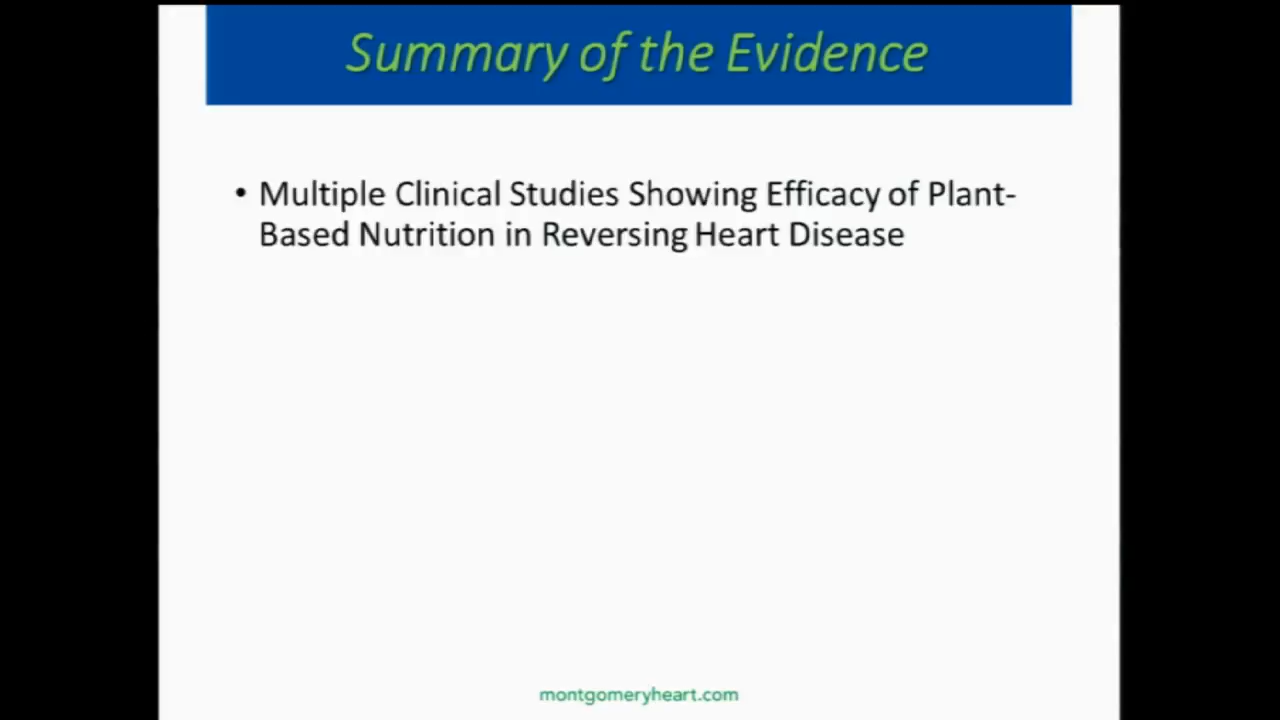 Summary of the Evidence
• Multiple Clinical Studies Showing Efficacy of Plant-
Based Nutrition in Reversing Heart Disease
montgomeryheart.com